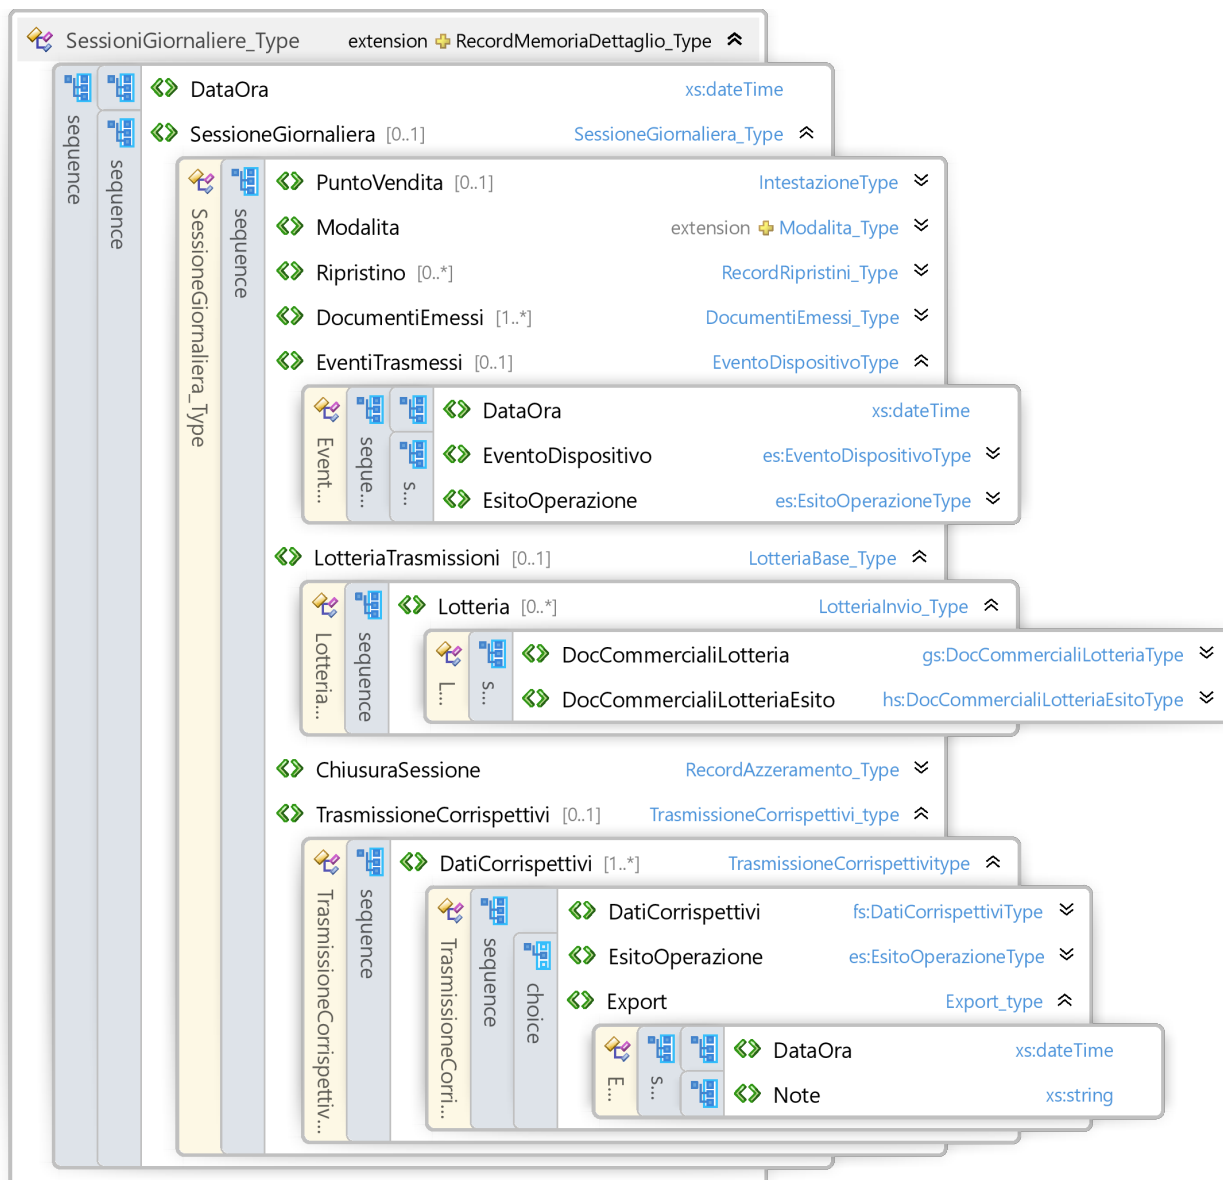 SessioniGiornaliere_Type extension RecordMemoriaDettaglio_Type
sequence
sequence
DataOra xs:dateTime
SessioneGiornaliera [0..1] SessioneGiornaliera_Type
SessioneGiornaliera_Type
sequence
PuntoVendita [0..1] IntestazioneType
Modalita extension Modalita_Type
Ripristino [0..*] RecordRipristini_Type
DocumentiEmessi [1..*] DocumentiEmessi_Type
EventiTrasmessi [0..1] EventoDispositivoType
Event...
seque...
s...
DataOra xs:dateTime
EventoDispositivo es:EventoDispositivoType
EsitoOperazione es:EsitoOperazioneType
LotteriaTrasmissioni [0..1] LotteriaBase_Type
Lotteria...
sequence
Lotteria [0..*] LotteriaInvio_Type
L...
s...
DocCommercialiLotteria gs:DocCommercialiLotteriaType
DocCommercialiLotteriaEsito hs:DocCommercialiLotteriaEsitoType
ChiusuraSessione RecordAzzeramento_Type
TrasmissioneCorrispettivi [0..1] TrasmissioneCorrispettivi_type
TrasmissioneCorrispettiv...
sequence
DatiCorrispettivi [1..*] TrasmissioneCorrispettivitype
TrasmissioneCorri...
sequence
choice
DatiCorrispettivi fs:DatiCorrispettiviType
EsitoOperazione es:EsitoOperazioneType
Export Export_type
E...
s...
DataOra xs:dateTime
Note xs:string